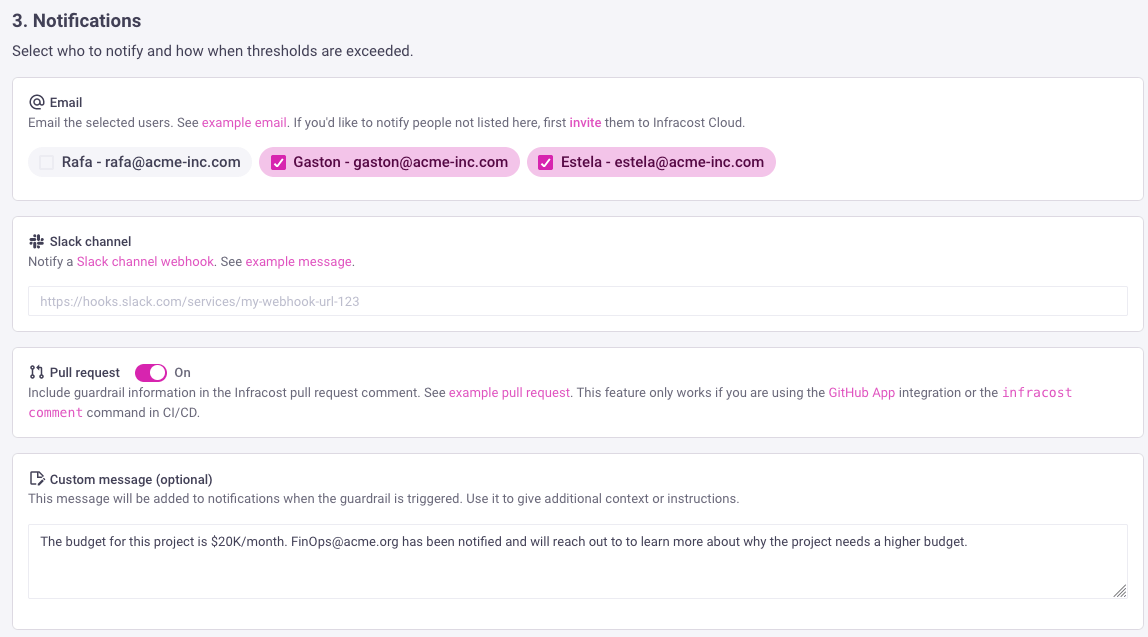 3. Notifications
Select who to notify and how when thresholds are exceeded.
Email
Email the selected users. See example email. If you'd like to notify people not listed here, first invite them to Infracost Cloud.
Rafa - rafa@acme-inc.com Gaston - gaston@acme-inc.com Estela - estela@acme-inc.com
Slack channel
Notify a Slack channel webhook. See example message.
https://hooks.slack.com/services/my-webhook-url-123
Pull request On
Include guardrail information in the Infracost pull request comment. See example pull request. This feature only works if you are using the GitHub App integration or the infracost
comment command in CI/CD.
Custom message (optional)
This message will be added to notifications when the guardrail is triggered. Use it to give additional context or instructions.
The budget for this project is $20K/month. FinOps@acme.org has been notified and will reach out to to learn more about why the project needs a higher budget.